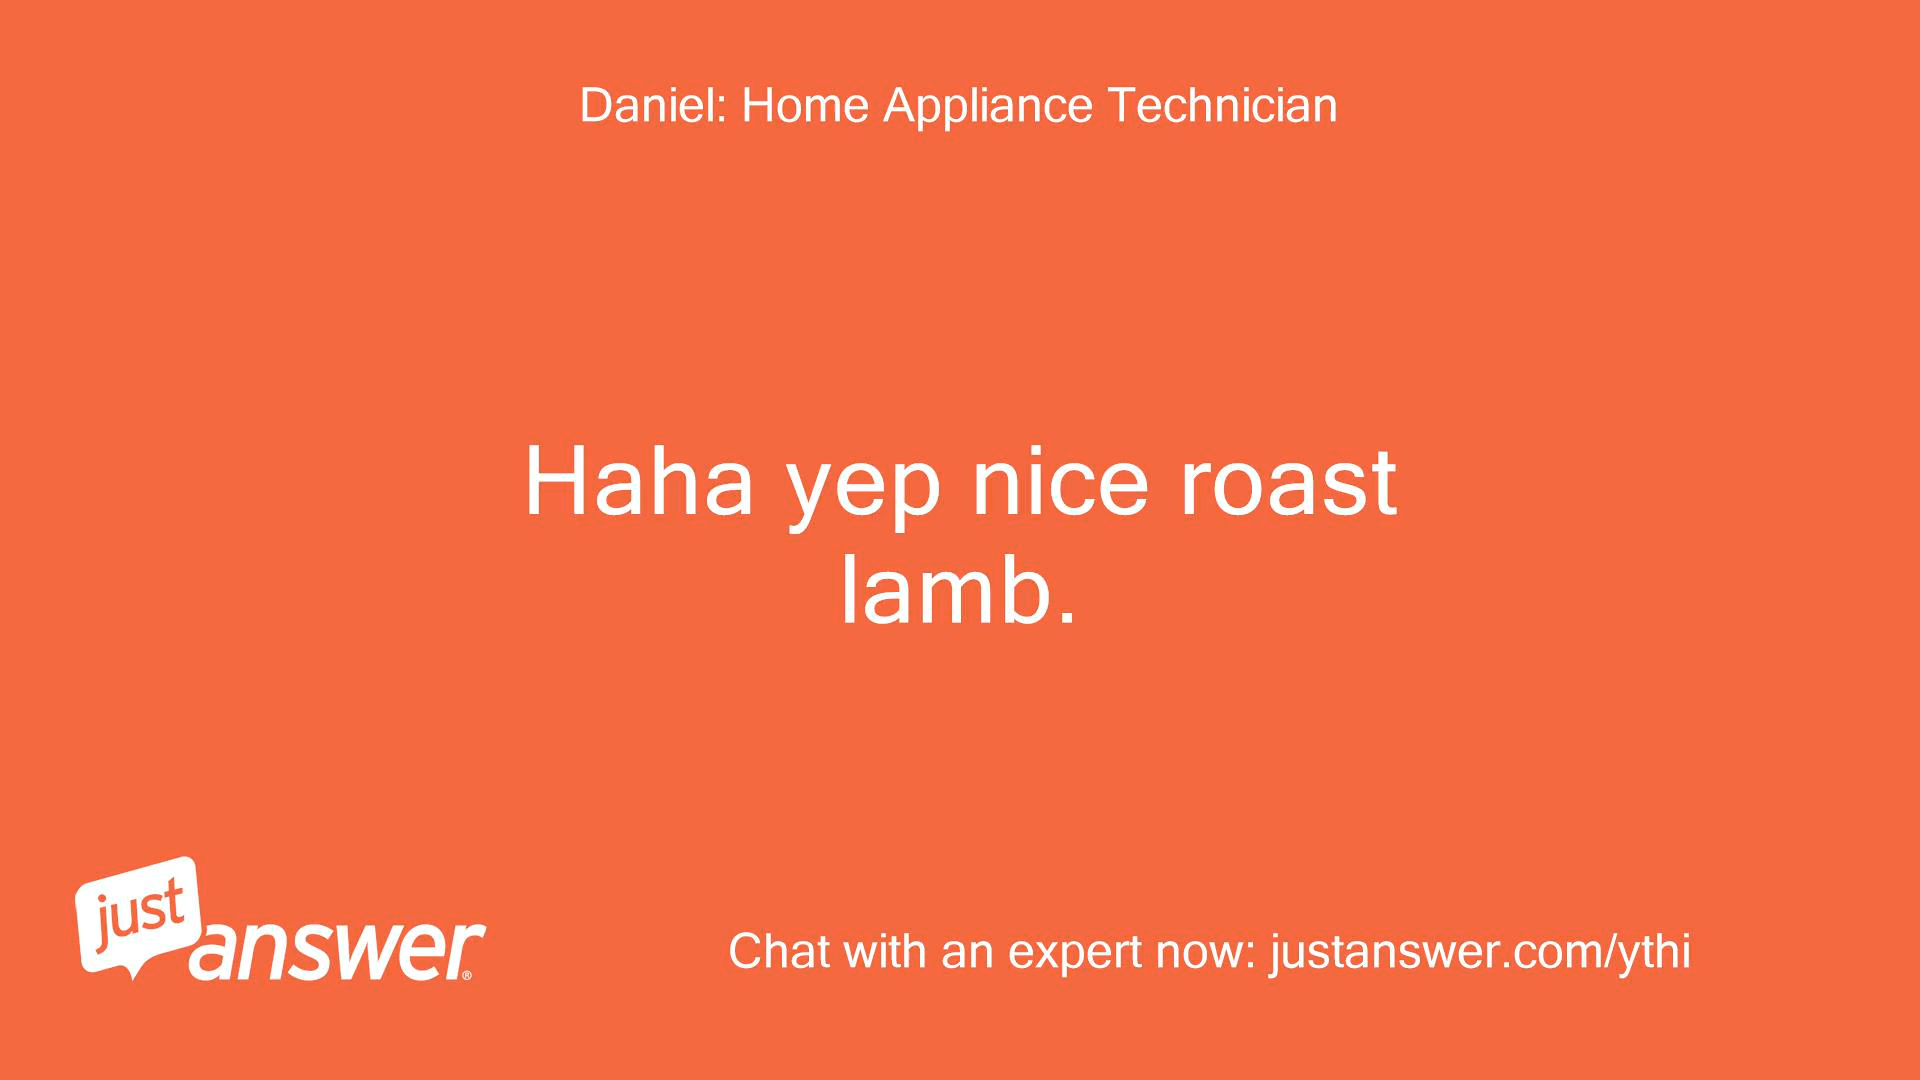 Daniel: Home Appliance Technician
Haha yep nice roast
lamb.
just
answer®
Chat with an expert now: justanswer.com/ythi